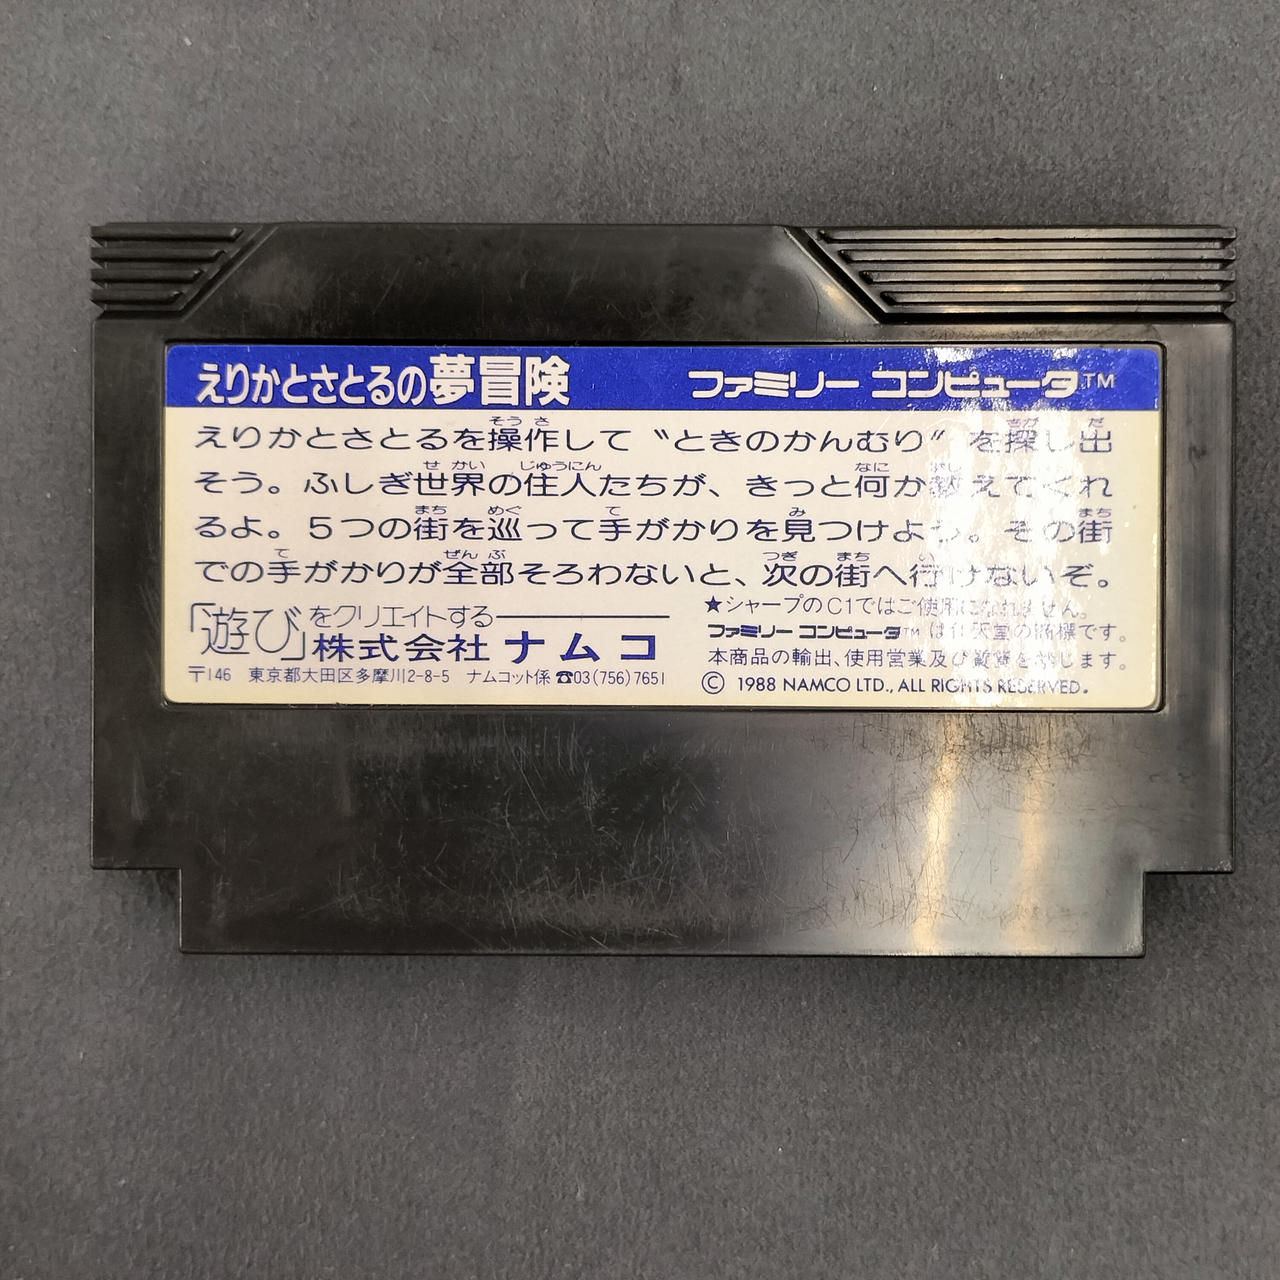 えりかとさとるの夢冒険 ファミリー コンピュータ™
えりかとさとるを操作して〝ときのかんむり〟を探し出
そう。ふしぎ世界の住人たちが、きっと何か教えてくれ
るよ。５つの街を巡って手がかりを見つけよう。その街
での手がかりが全部そろわないと、次の街へ行けないぞ。
「遊び」をクリエイトする
株式会社 ナムコ
〒146 東京都大田区多摩川2-8-5 ナムコット係 ☎03(756)7651
★シャープのC1ではご使用になれません。
ファミリー コンピュータ™ は任天堂の商標です。
本商品の輸出、使用営業及び賃貸を禁じます。
© 1988 NAMCO LTD., ALL RIGHTS RESERVED.